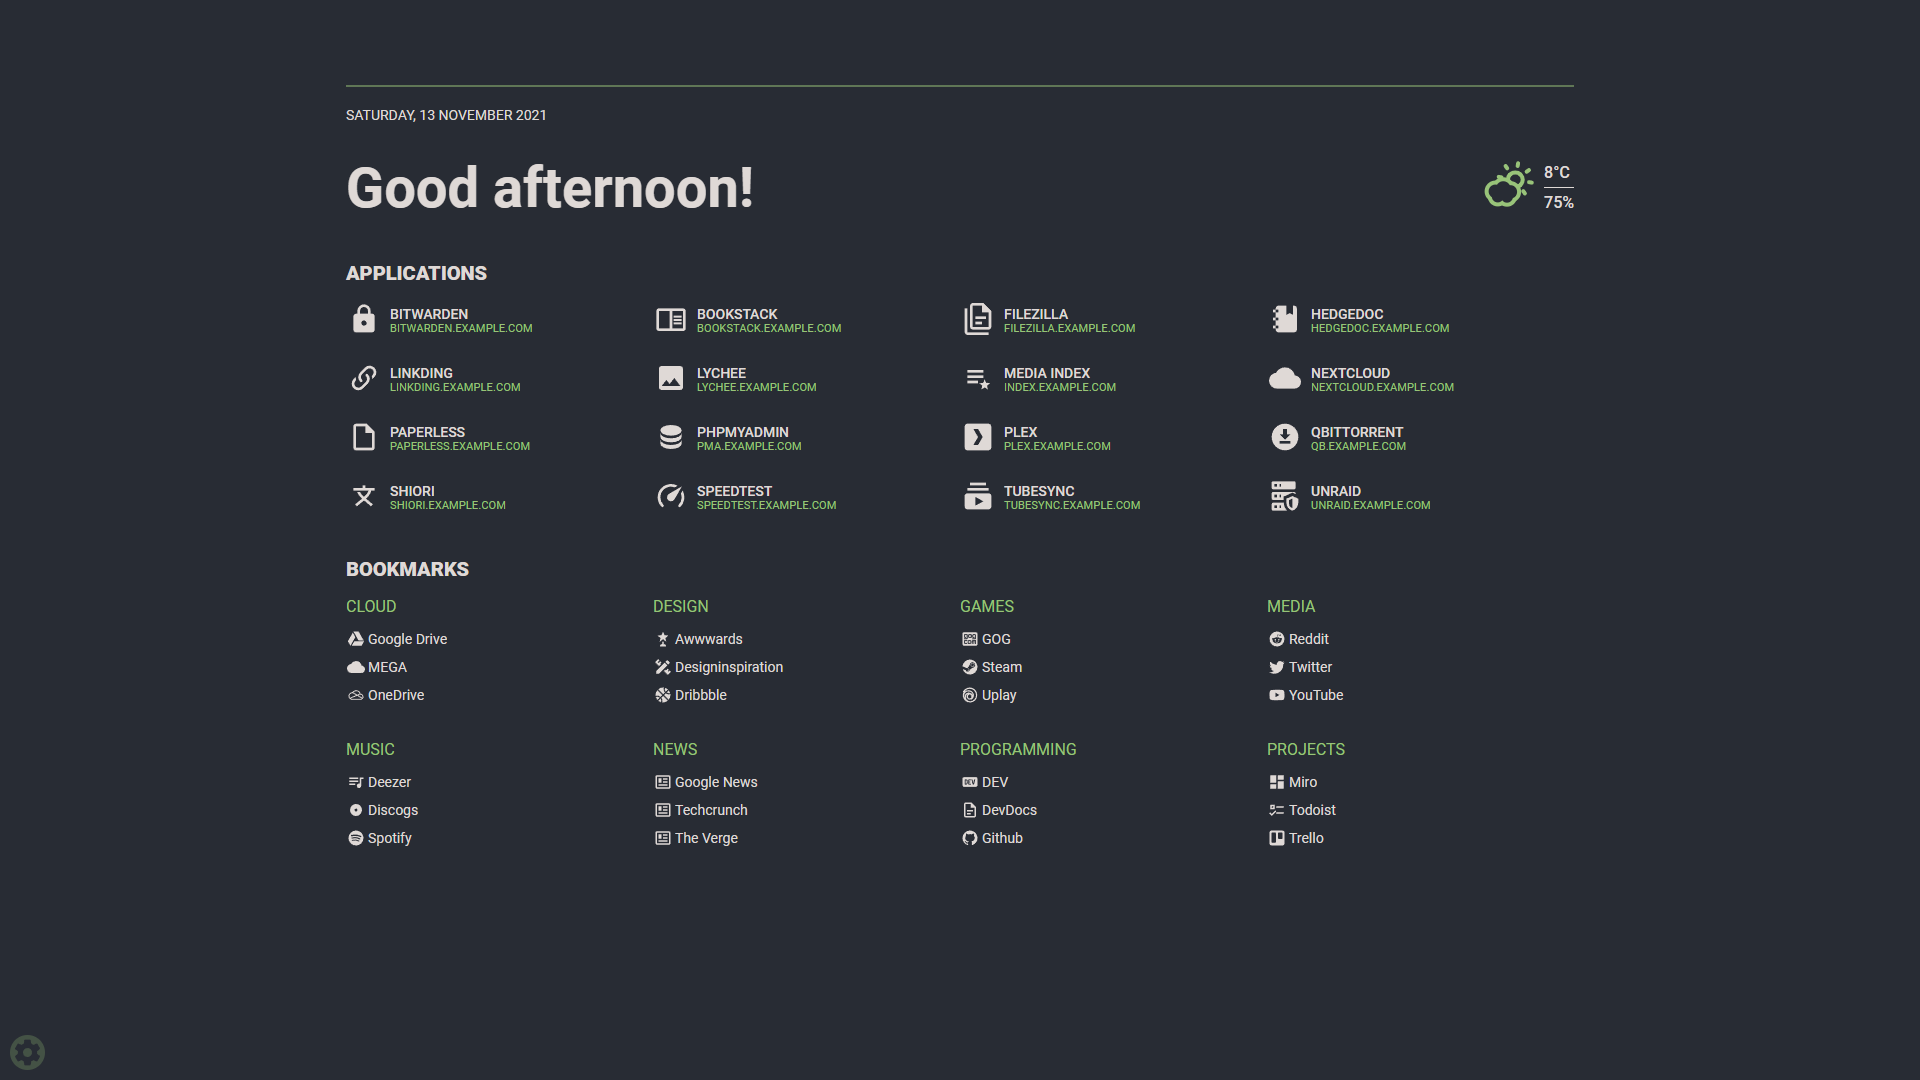 SATURDAY, 13 NOVEMBER 2021
Good afternoon!
8°C
75%
APPLICATIONS
BITWARDEN
BITWARDEN.EXAMPLE.COM
BOOKSTACK
BOOKSTACK.EXAMPLE.COM
FILEZILLA
FILEZILLA.EXAMPLE.COM
HEDGEDOC
HEDGEDOC.EXAMPLE.COM
LINKDING
LINKDING.EXAMPLE.COM
LYCHEE
LYCHEE.EXAMPLE.COM
MEDIA INDEX
INDEX.EXAMPLE.COM
NEXTCLOUD
NEXTCLOUD.EXAMPLE.COM
PAPERLESS
PAPERLESS.EXAMPLE.COM
PHPMYADMIN
PMA.EXAMPLE.COM
PLEX
PLEX.EXAMPLE.COM
QBITTORRENT
QB.EXAMPLE.COM
SHIORI
SHIORI.EXAMPLE.COM
SPEEDTEST
SPEEDTEST.EXAMPLE.COM
TUBESYNC
TUBESYNC.EXAMPLE.COM
UNRAID
UNRAID.EXAMPLE.COM
BOOKMARKS
CLOUD
Google Drive
MEGA
OneDrive
DESIGN
Awwwards
Designinspiration
Dribbble
GAMES
GOG
Steam
Uplay
MEDIA
Reddit
Twitter
YouTube
MUSIC
Deezer
Discogs
Spotify
NEWS
Google News
Techcrunch
The Verge
PROGRAMMING
DEV
DevDocs
Github
PROJECTS
Miro
Todoist
Trello